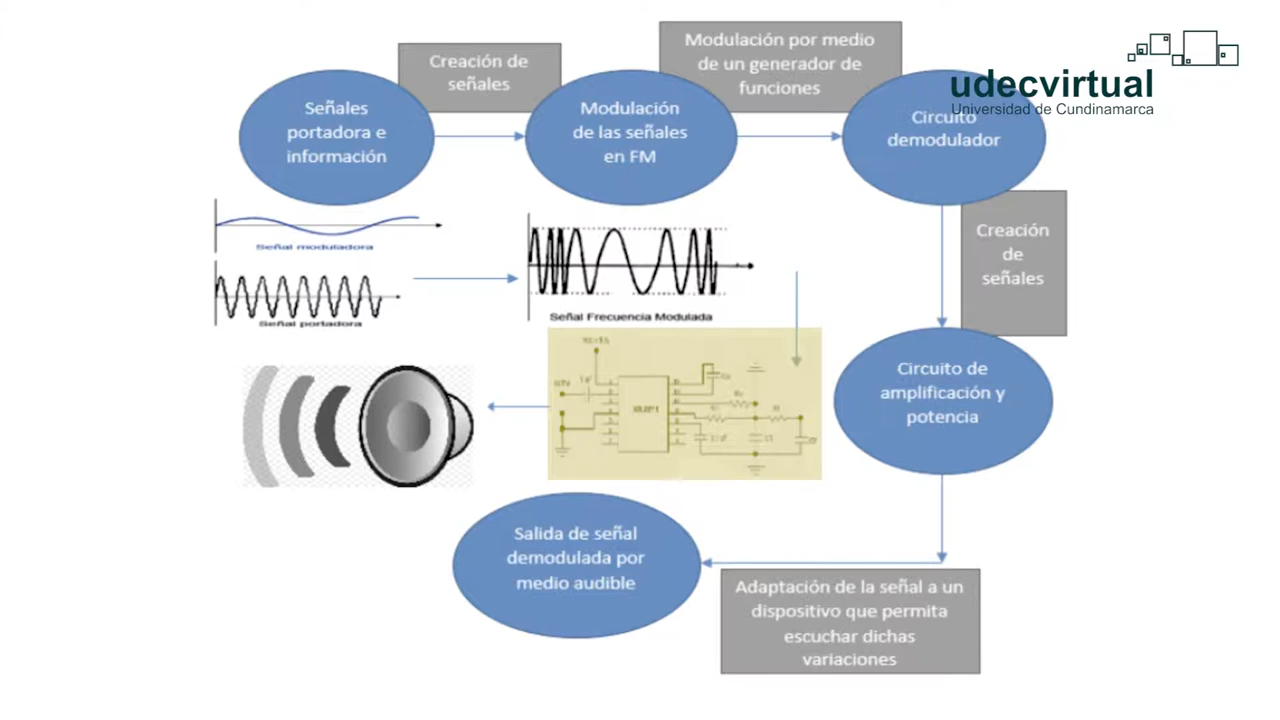 Creación de
señales
Modulación por medio
de un generador de
funciones
udecvirtual
Universidad de Cundinamarca
Señales
portadora e
información
Modulación
de las señales
en FM
Circuito
demodulador
Señal moduladora
Señal portadora
Señal Frecuencia Modulada
Creación
de
señales
Circuito de
amplificación y
potencia
Salida de señal
demodulada por
medio audible
Adaptación de la señal a un
dispositivo que permita
escuchar dichas
variaciones